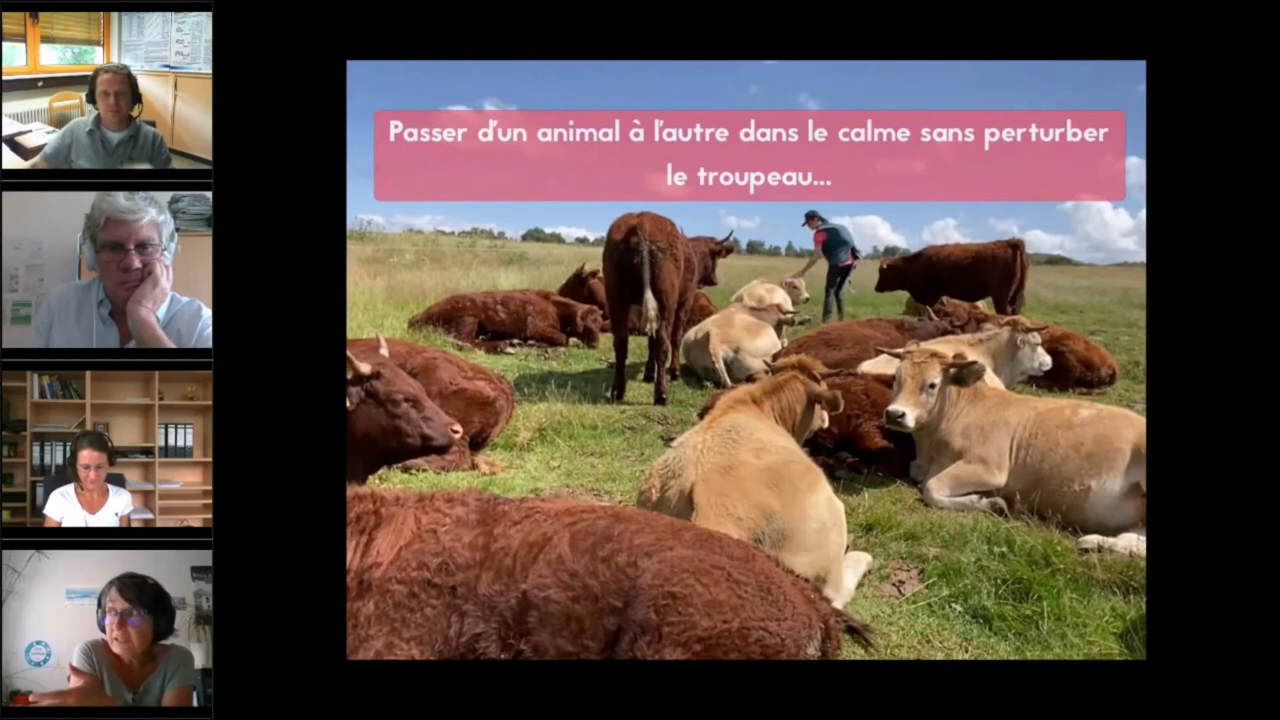 Passer d'un animal à l'autre dans le calme sans perturber
le troupeau...